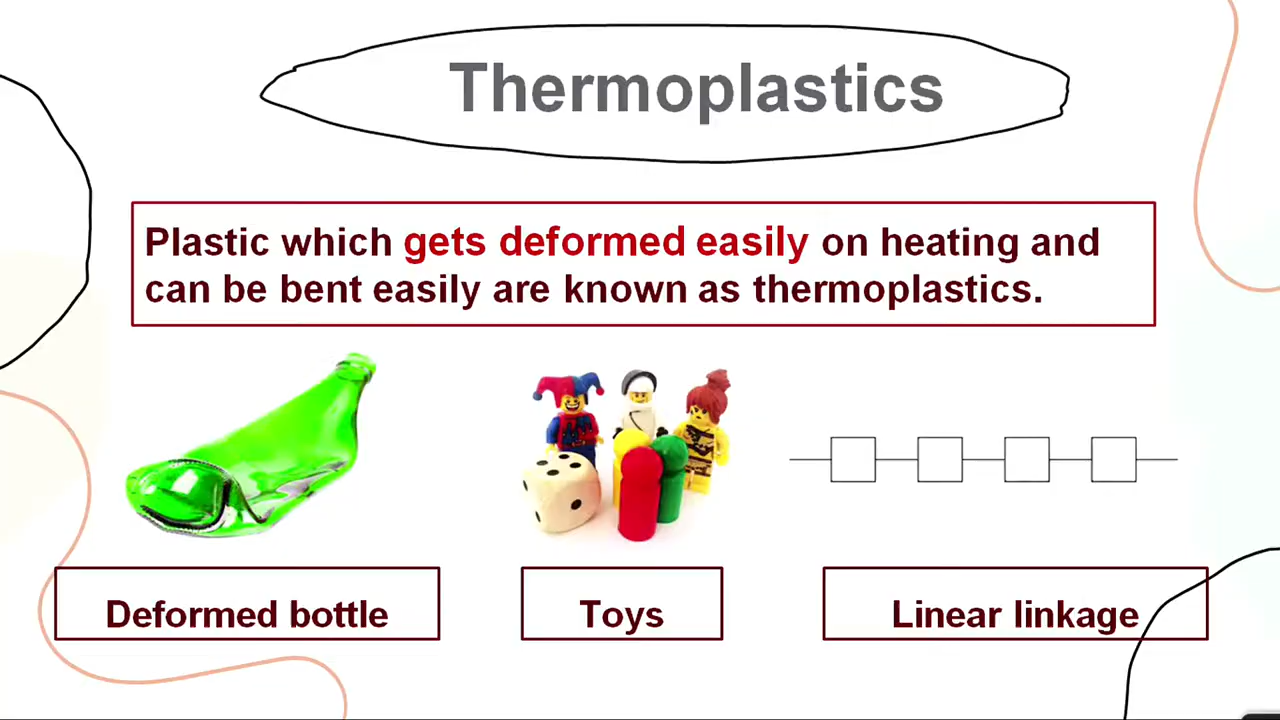 Thermoplastics
Plastic which gets deformed easily on heating and
can be bent easily are known as thermoplastics.
Deformed bottle
Toys
Linear linkage